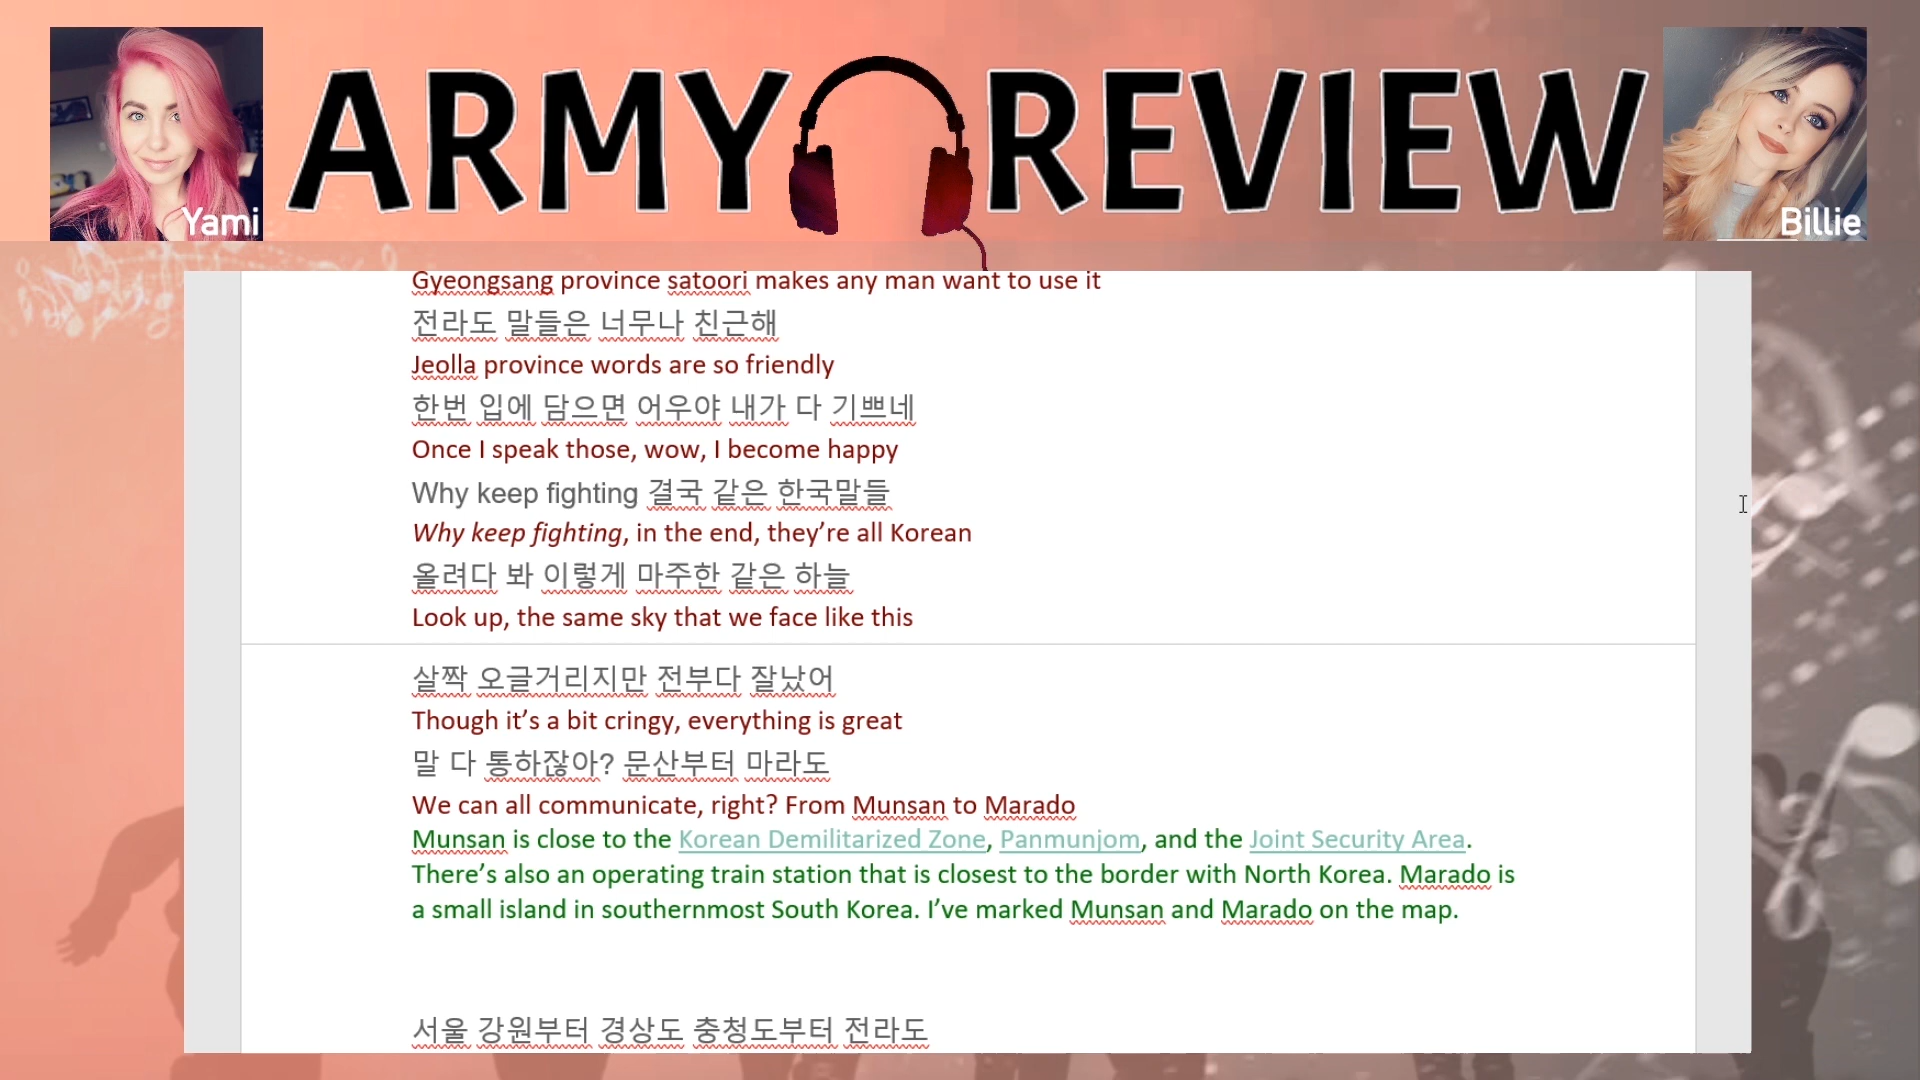 ARMY REVIEW
Yami
Billie
Gyeongsang province satoori makes any man want to use it
전라도 말들은 너무나 친근해
Jeolla province words are so friendly
한번 입에 담으면 어우야 내가 다 기쁘네
Once I speak those, wow, I become happy
Why keep fighting 결국 같은 한국말들
Why keep fighting, in the end, they’re all Korean
올려다 봐 이렇게 마주한 같은 하늘
Look up, the same sky that we face like this
살짝 오글거리지만 전부다 잘났어
Though it’s a bit cringy, everything is great
말 다 통하잖아? 문산부터 마라도
We can all communicate, right? From Munsan to Marado
Munsan is close to the Korean Demilitarized Zone, Panmunjom, and the Joint Security Area.
There’s also an operating train station that is closest to the border with North Korea. Marado is
a small island in southernmost South Korea. I’ve marked Munsan and Marado on the map.
서울 강원부터 경상도 충청도부터 전라도